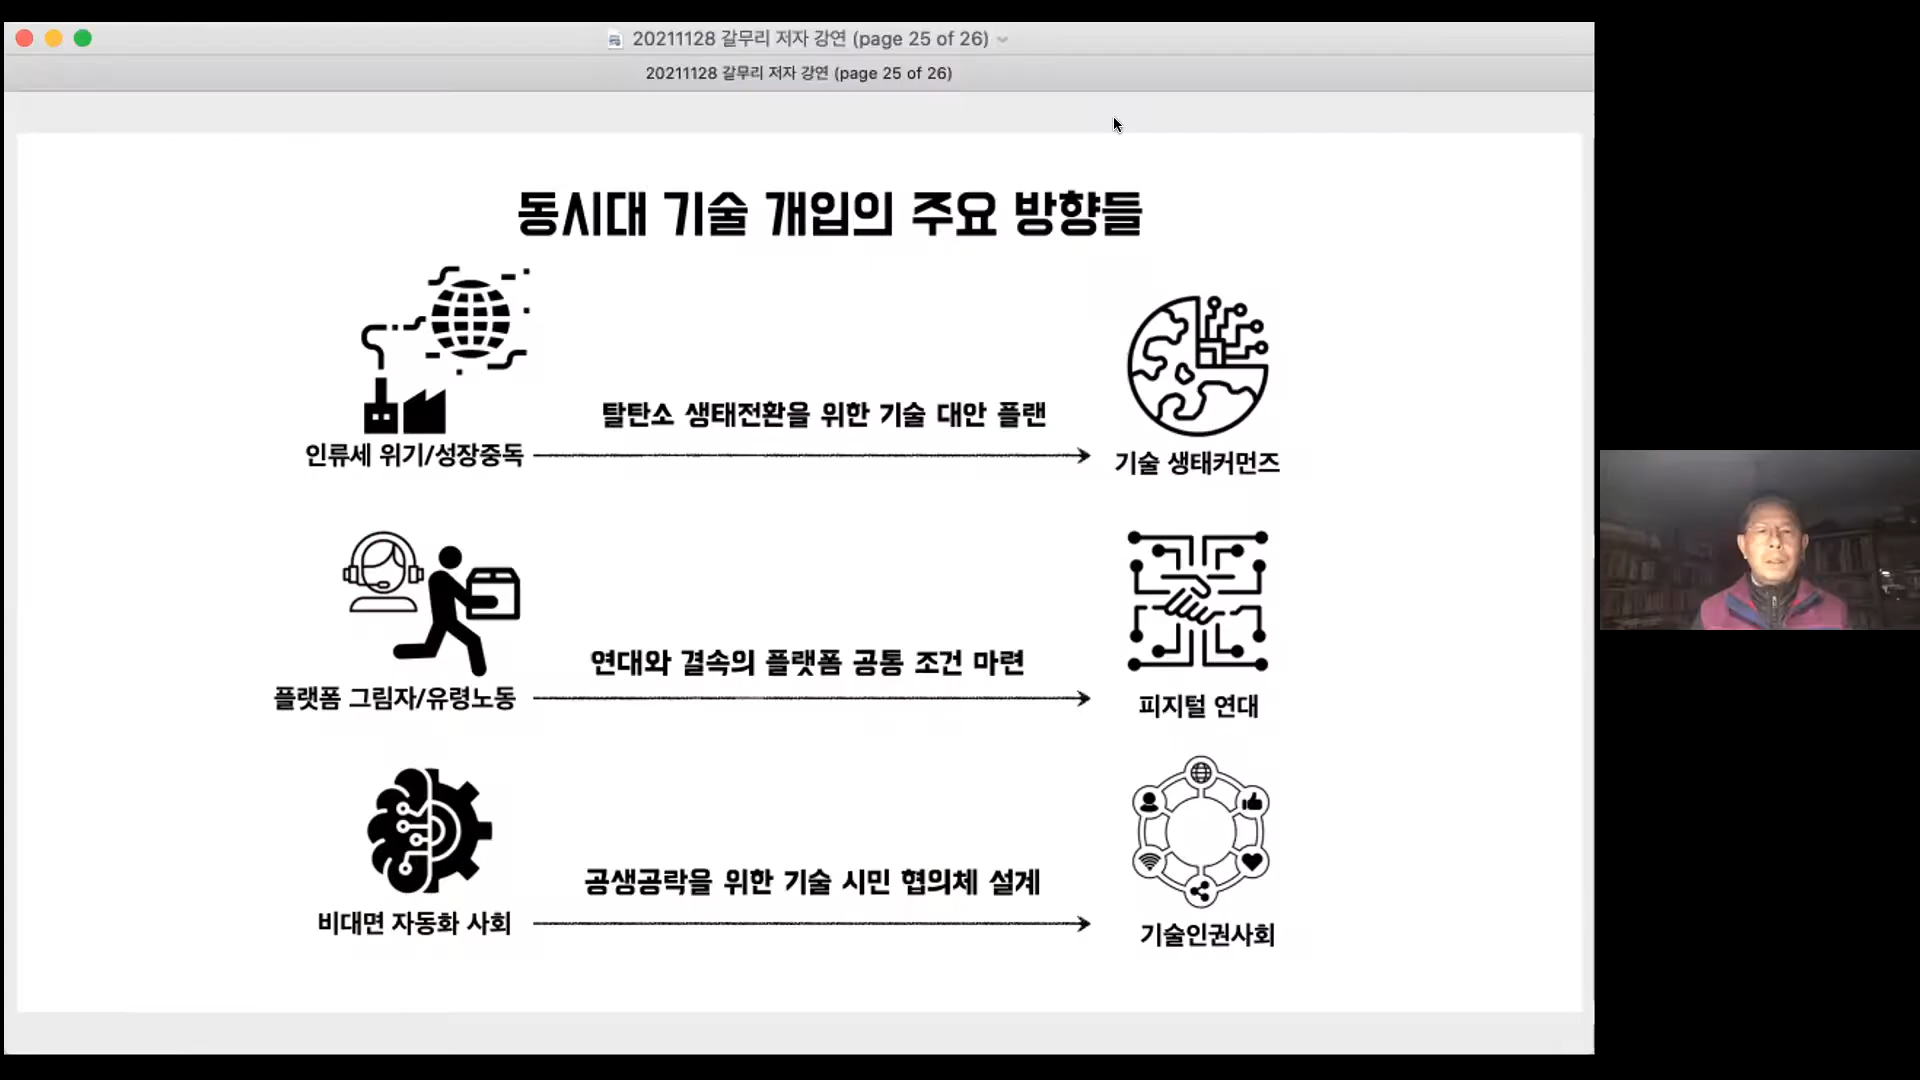 20211128 갈무리 저자 강연 (page 25 of 26)
20211128 갈무리 저자 강연 (page 25 of 26)
동시대 기술 개입의 주요 방향들
탈탄소 생태전환을 위한 기술 대안 플랜
인류세 위기/성장중독
기술 생태커먼즈
연대와 결속의 플랫폼 공통 조건 마련
플랫폼 그림자/유령노동
피지털 연대
공생공락을 위한 기술 시민 협의체 설계
비대면 자동화 사회
기술인권사회